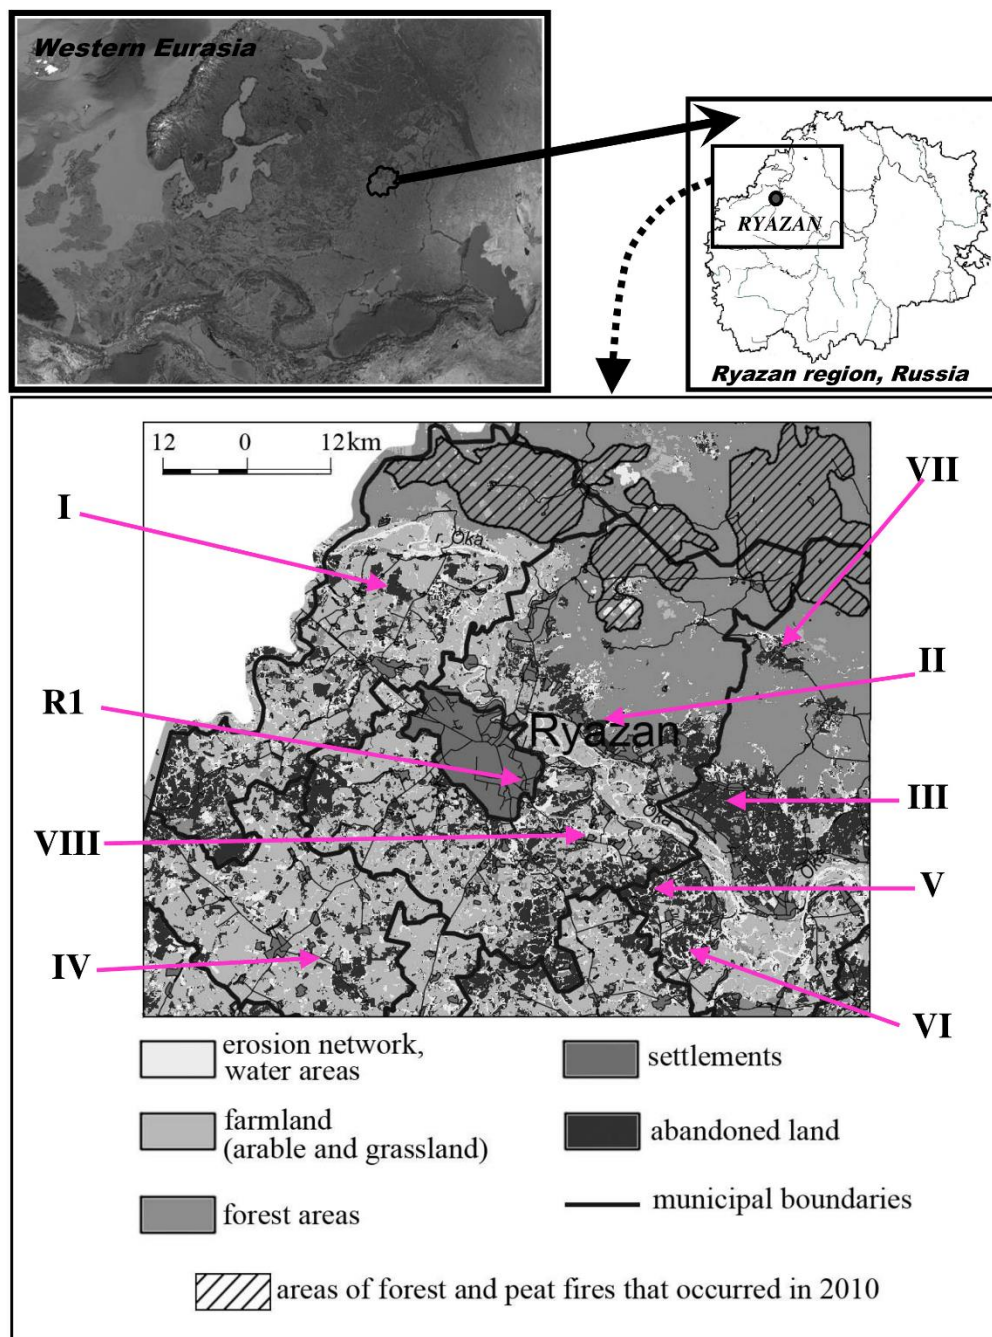 Western Eurasia
RYAZAN
Ryazan region, Russia
12 0 12km
I
VII
r. Oka
II
R1
Ryazan
III
Oka
VIII
Oka
V
IV
VI
erosion network,
water areas
settlements
farmland
(arable and grassland)
abandoned land
forest areas
municipal boundaries
areas of forest and peat fires that occurred in 2010